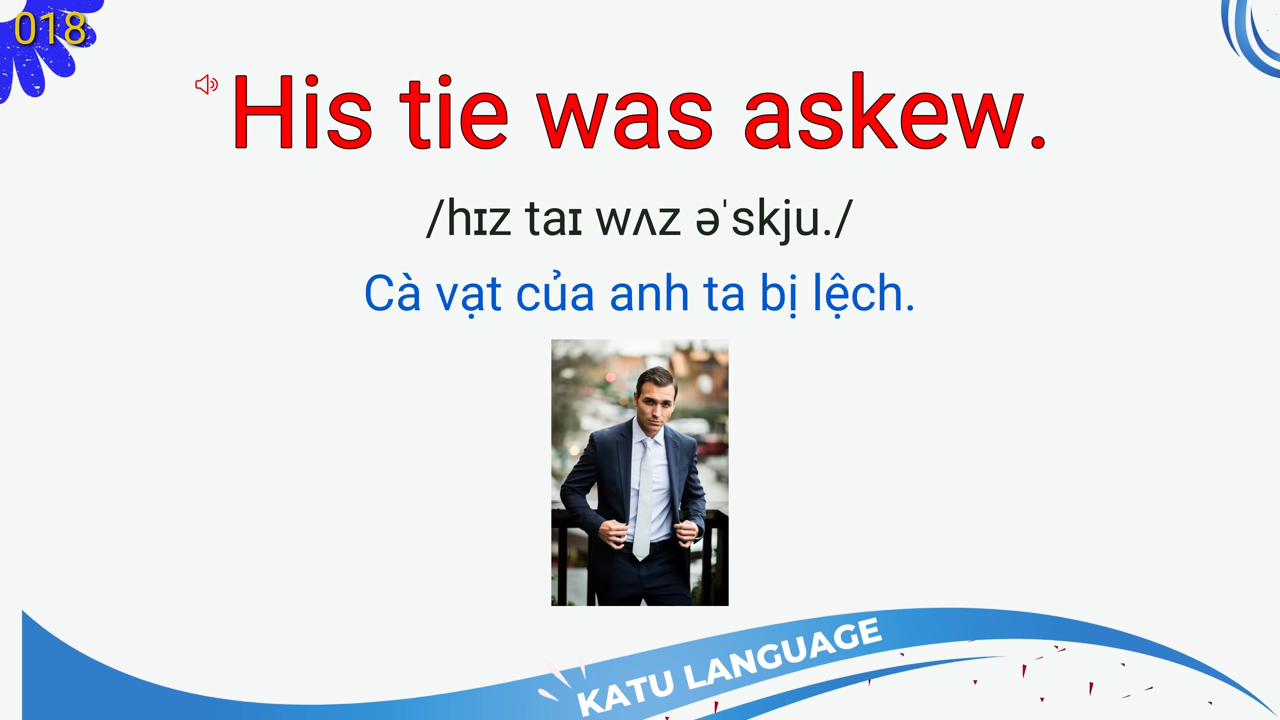 018
His tie was askew.
/hɪz taɪ wʌz əˈskju./
Cà vạt của anh ta bị lệch.
KATU LANGUAGE